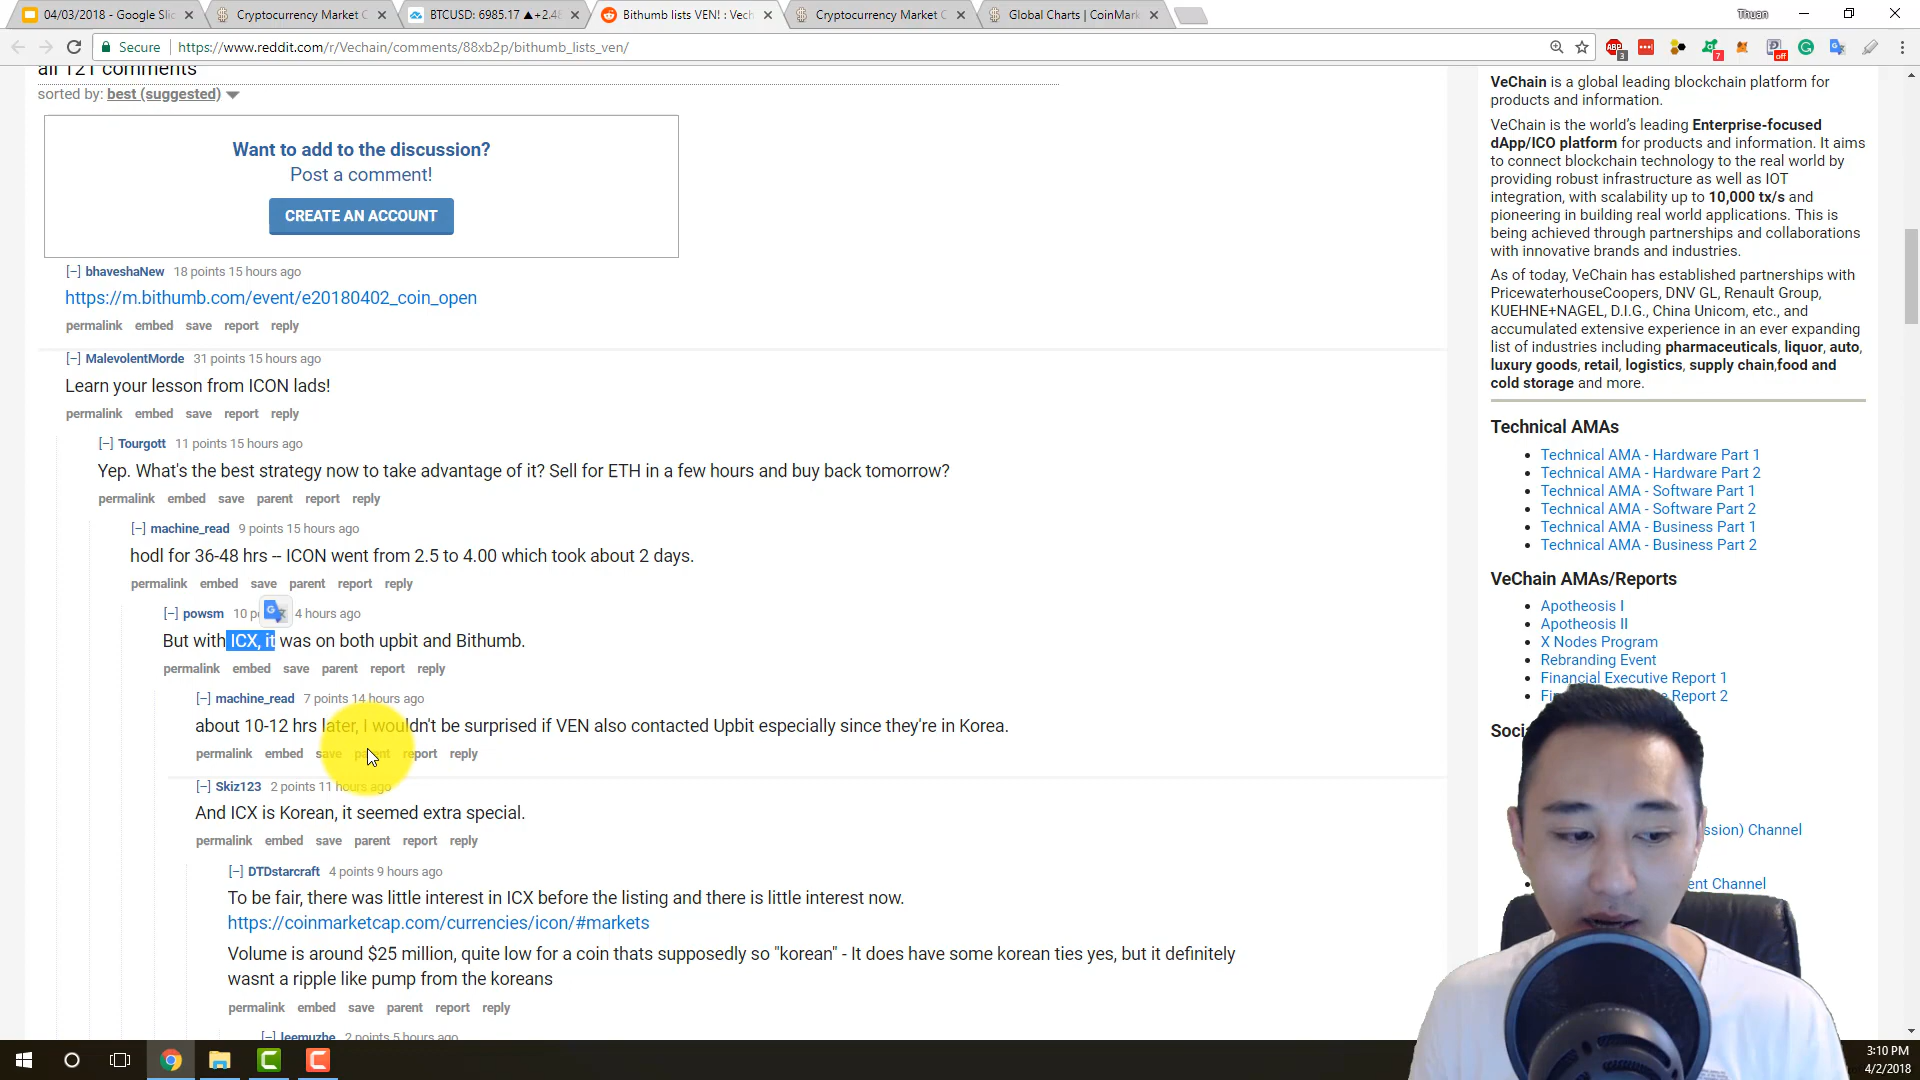 04/03/2018 - Google Slic
Cryptocurrency Market C
BTCUSD: 6985.17 ▲+2.4
Bithumb lists VEN! : Vech
Cryptocurrency Market C
Global Charts | CoinMark
Thuan
Secure
https://www.reddit.com/r/Vechain/comments/88xb2p/bithumb_lists_ven/
all 121 comments
sorted by: best (suggested)
Want to add to the discussion?
Post a comment!
CREATE AN ACCOUNT
[–] bhaveshaNew 18 points 15 hours ago
https://m.bithumb.com/event/e20180402_coin_open
permalink embed save report reply
[–] MalevolentMorde 31 points 15 hours ago
Learn your lesson from ICON lads!
permalink embed save report reply
[–] Tourgott 11 points 15 hours ago
Yep. What's the best strategy now to take advantage of it? Sell for ETH in a few hours and buy back tomorrow?
permalink embed save parent report reply
[–] machine_read 9 points 15 hours ago
hodl for 36-48 hrs -- ICON went from 2.5 to 4.00 which took about 2 days.
permalink embed save parent report reply
[–] powsm 10 po 4 hours ago
But with ICX, it was on both upbit and Bithumb.
permalink embed save parent report reply
[–] machine_read 7 points 14 hours ago
about 10-12 hrs later, I wouldn't be surprised if VEN also contacted Upbit especially since they're in Korea.
permalink embed save parent report reply
[–] Skiz123 2 points 11 hours ago
And ICX is Korean, it seemed extra special.
permalink embed save parent report reply
[–] DTDstarcraft 4 points 9 hours ago
To be fair, there was little interest in ICX before the listing and there is little interest now.
https://coinmarketcap.com/currencies/icon/#markets
Volume is around $25 million, quite low for a coin thats supposedly so "korean" - It does have some korean ties yes, but it definitely
wasnt a ripple like pump from the koreans
permalink embed save parent report reply
[–] leemuzhe 2 points 5 hours ago
VeChain is a global leading blockchain platform for
products and information.
VeChain is the world's leading Enterprise-focused
dApp/ICO platform for products and information. It aims
to connect blockchain technology to the real world by
providing robust infrastructure as well as IOT
integration, with scalability up to 10,000 tx/s and
pioneering in building real world applications. This is
being achieved through partnerships and collaborations
with innovative brands and industries.
As of today, VeChain has established partnerships with
PricewaterhouseCoopers, DNV GL, Renault Group,
KUEHNE+NAGEL, D.I.G., China Unicom, etc., and
accumulated extensive experience in an ever expanding
list of industries including pharmaceuticals, liquor, auto,
luxury goods, retail, logistics, supply chain,food and
cold storage and more.
Technical AMAs
Technical AMA - Hardware Part 1
Technical AMA - Hardware Part 2
Technical AMA - Software Part 1
Technical AMA - Software Part 2
Technical AMA - Business Part 1
Technical AMA - Business Part 2
VeChain AMAs/Reports
Apotheosis I
Apotheosis II
X Nodes Program
Rebranding Event
Financial Executive Report 1
Fi e Report 2
Soci
ssion) Channel
ent Channel
3:10 PM
4/2/2018